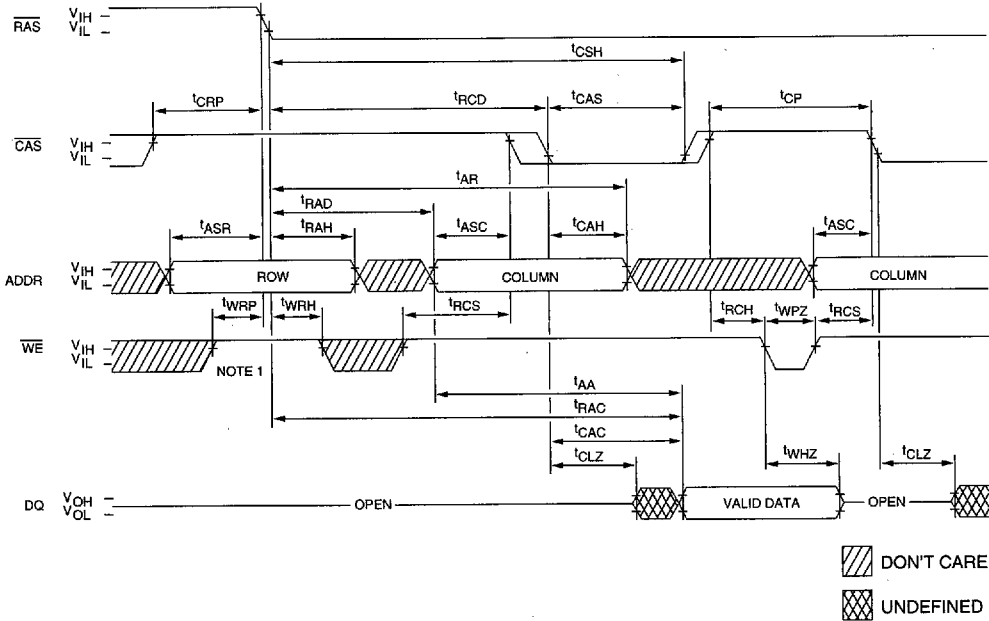 RAS VIH
VIL
tCSH
tCRP tRCD tCAS tCP
CAS VIH
VIL
tAR
tRAD
tASR tRAH tASC tCAH tASC
ADDR VIH
VIL
ROW COLUMN COLUMN
tWRP tWRH tRCS tRCH tWPZ tRCS
WE VIH
VIL
NOTE 1
tAA
tRAC
tCAC
tCLZ tWHZ tCLZ
DQ VOH
VOL
OPEN VALID DATA OPEN
DON'T CARE
UNDEFINED